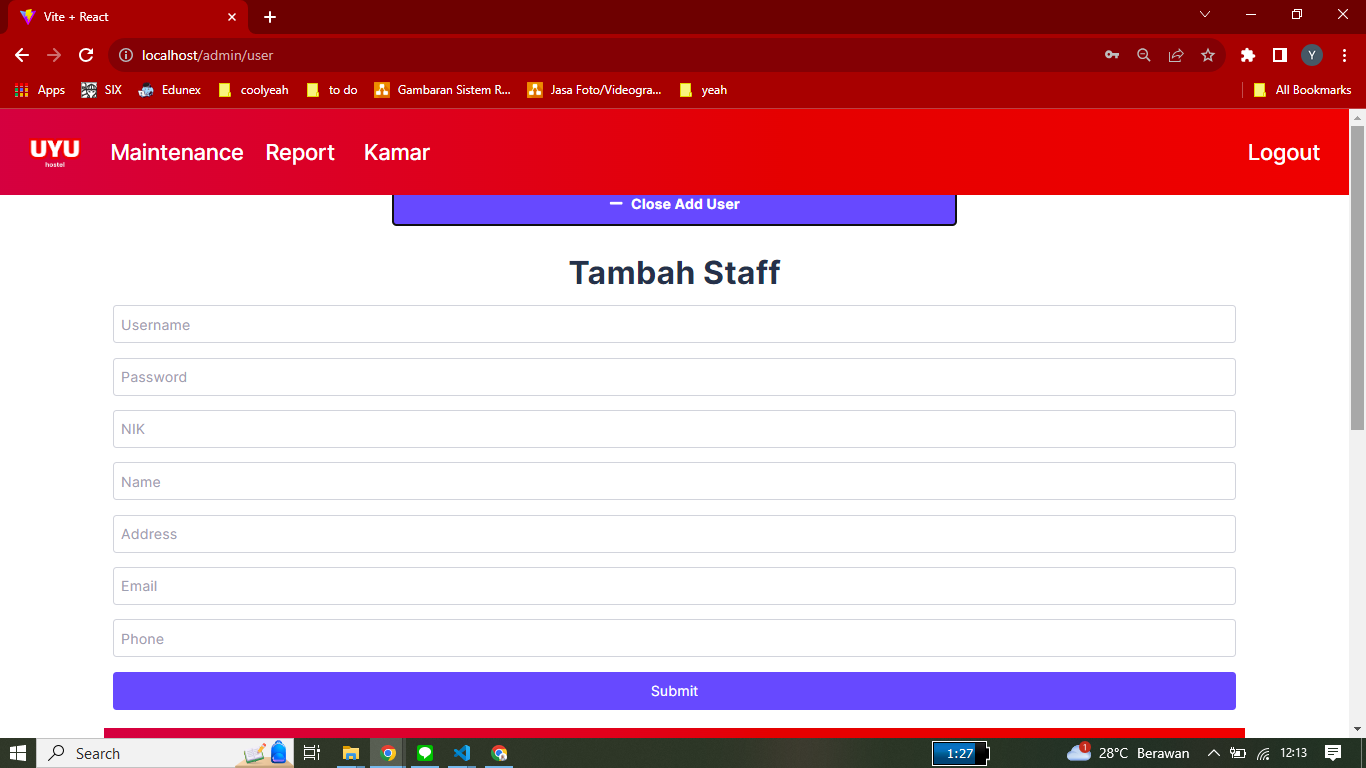 Vite + React
localhost/admin/user
Y
Apps SIX Edunex coolyeah to do Gambaran Sistem R... Jasa Foto/Videogra... yeah All Bookmarks
UYU
hostel
Maintenance Report Kamar Logout
Close Add User
Tambah Staff
Username
Password
NIK
Name
Address
Email
Phone
Submit
Search 1:27 1 28°C Berawan 12:13